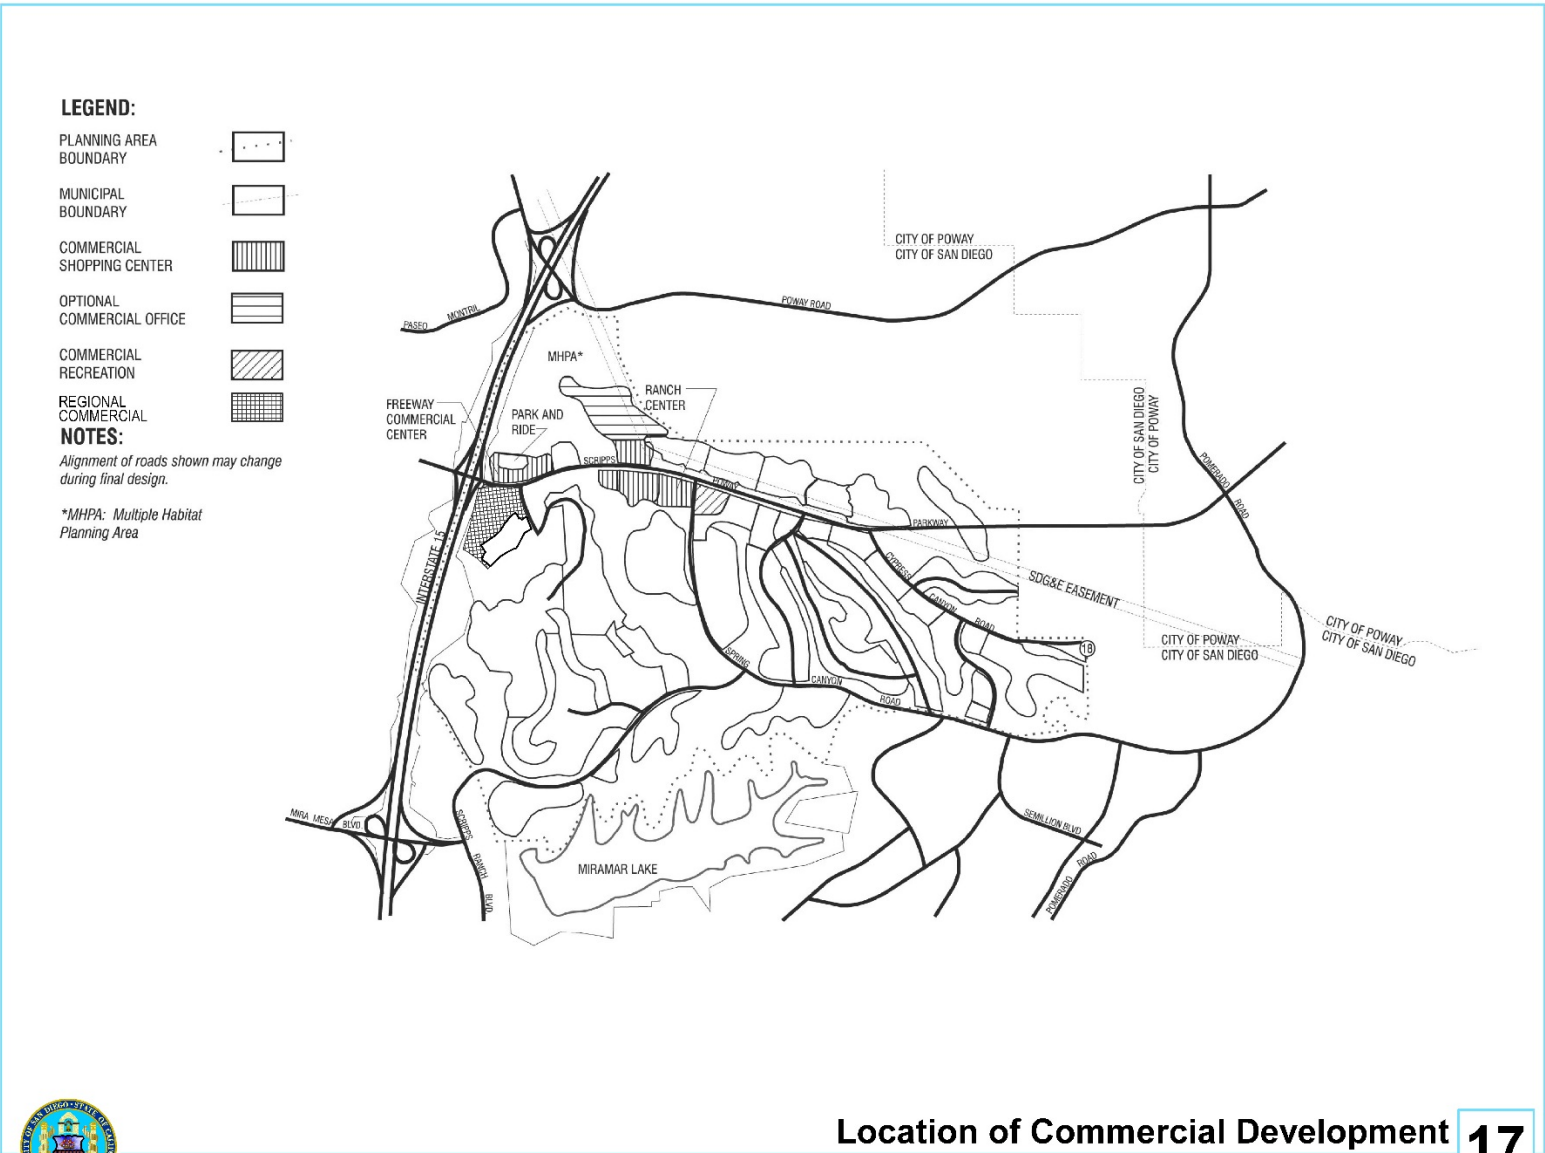 LEGEND:
PLANNING AREA
BOUNDARY
MUNICIPAL
BOUNDARY
COMMERCIAL
SHOPPING CENTER
OPTIONAL
COMMERCIAL OFFICE
COMMERCIAL
RECREATION
REGIONAL
COMMERCIAL
NOTES:
Alignment of roads shown may change
during final design.
*MHPA: Multiple Habitat
Planning Area
CITY OF POWAY
CITY OF SAN DIEGO
POWAY ROAD
PASEO MONTRIL
MHPA*
RANCH
CENTER
FREEWAY
COMMERCIAL
CENTER
PARK AND
RIDE
CITY OF SAN DIEGO
CITY OF POWAY
SCRIPPS POWAY PARKWAY
POMERADO ROAD
INTERSTATE 15
CYPRESS CANYON ROAD
SDG&E EASEMENT
18
CITY OF POWAY
CITY OF SAN DIEGO
CITY OF POWAY
CITY OF SAN DIEGO
SPRING CANYON ROAD
MIRA MESA BLVD.
SCRIPPS RANCH BLVD.
SEMILLION BLVD
MIRAMAR LAKE
POMERADO ROAD
Location of Commercial Development
17